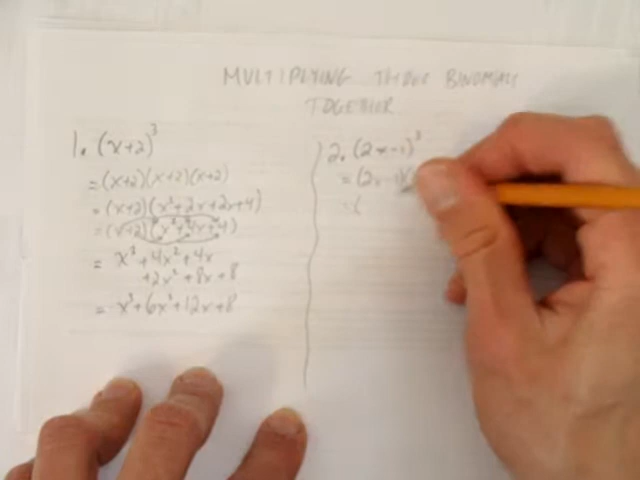 MULTIPLYING THREE BINOMIALS
TOGETHER
1. (x+2)³
= (x+2)(x+2)(x+2)
= (x+2)(x²+2x+2x+4)
= (x+2)(x²+4x+4)
= x³+4x²+4x
+2x²+8x+8
= x³+6x²+12x+8
2. (2x-1)³
= (2x-1)(
= (